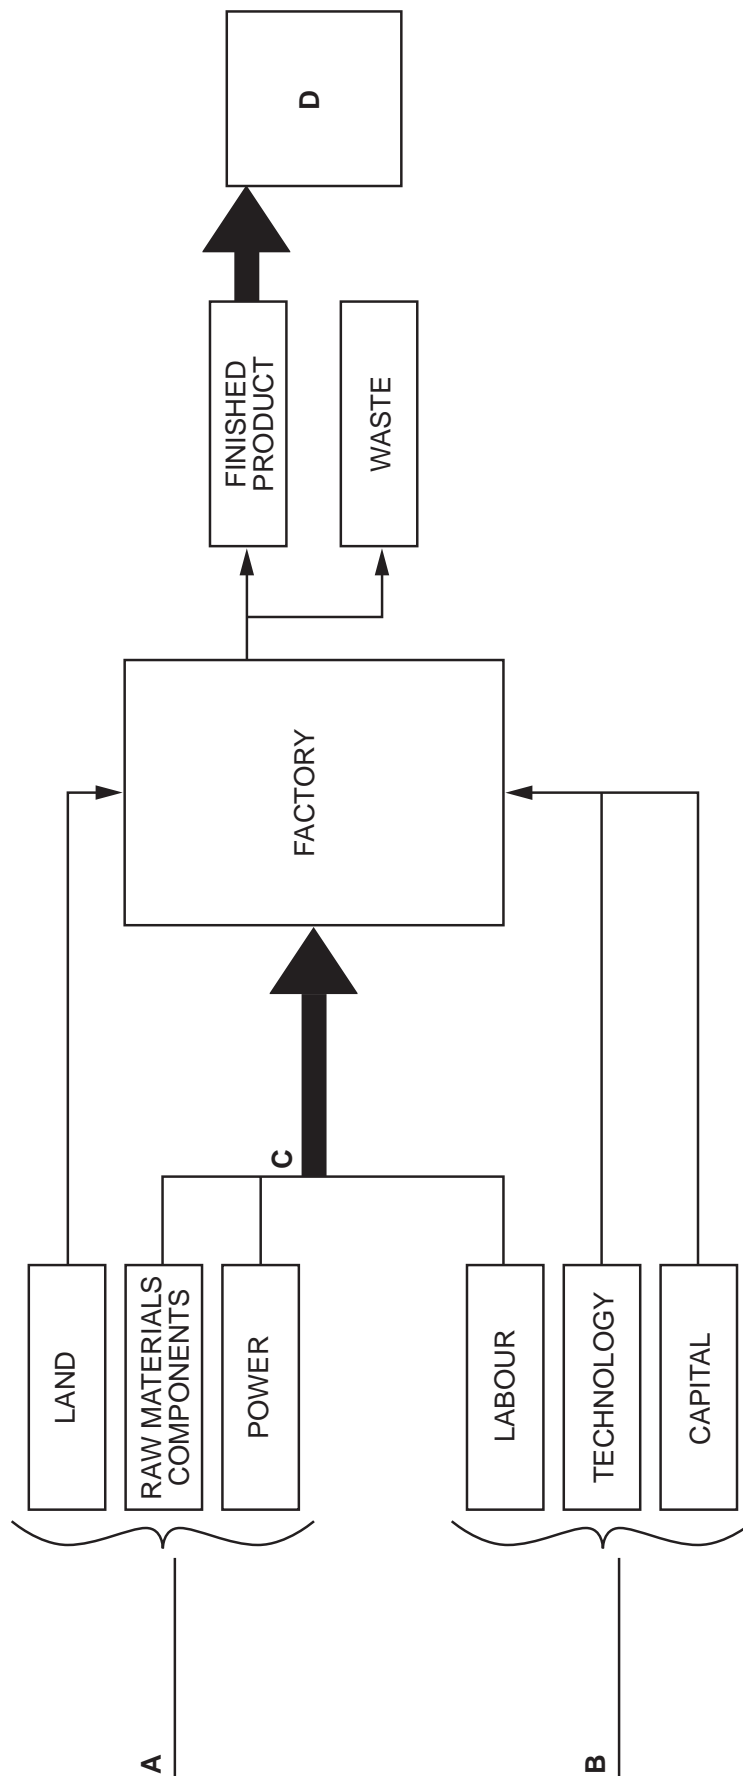 A
LAND
RAW MATERIALS
COMPONENTS
POWER
B
LABOUR
TECHNOLOGY
CAPITAL
C
FACTORY
FINISHED
PRODUCT
WASTE
D